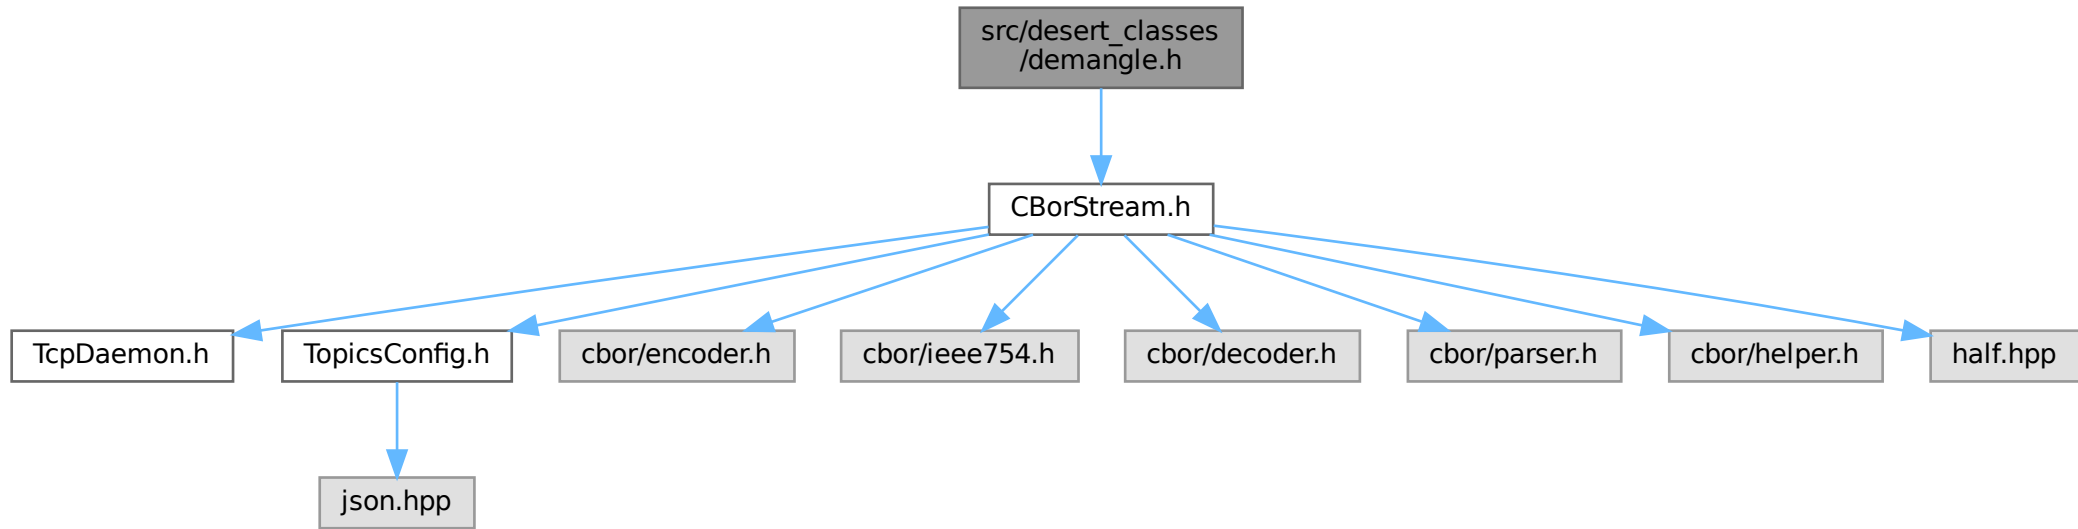 src/desert_classes
/demangle.h
CBorStream.h
TcpDaemon.h
TopicsConfig.h
cbor/encoder.h
cbor/ieee754.h
cbor/decoder.h
cbor/parser.h
cbor/helper.h
half.hpp
json.hpp